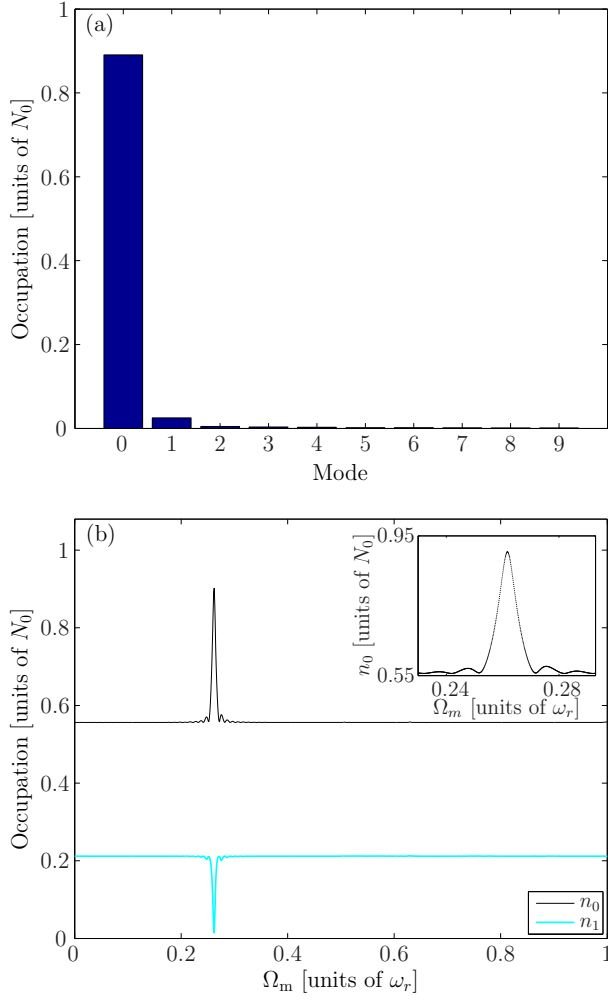 (a)
1
0.8
0.6
0.4
0.2
0
Occupation [units of N₀]
0 1 2 3 4 5 6 7 8 9
Mode
(b)
1
0.8
0.6
0.4
0.2
0
Occupation [units of N₀]
0 0.2 0.4 0.6 0.8 1
Ωₘ [units of ωᵣ]
0.95
0.55
n₀ [units of N₀]
0.24 0.28
Ωₘ [units of ωᵣ]
n₀
n₁